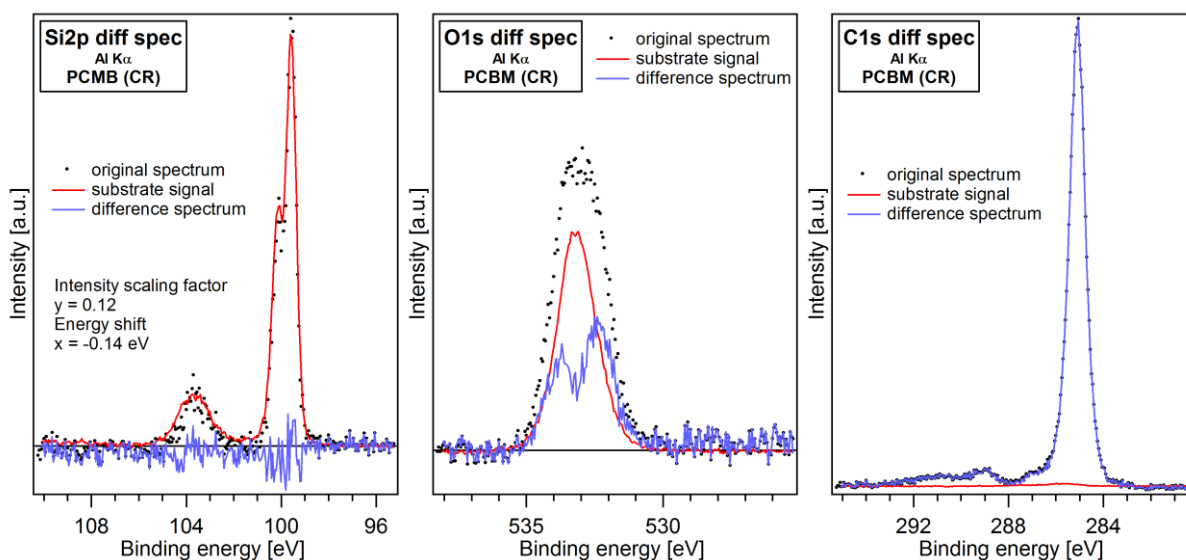 Si2p diff spec
Al Kα
PCMB (CR)
original spectrum
substrate signal
difference spectrum
Intensity scaling factor
y = 0.12
Energy shift
x = -0.14 eV
Intensity [a.u.]
108
104
100
96
Binding energy [eV]
O1s diff spec
Al Kα
PCBM (CR)
original spectrum
substrate signal
difference spectrum
Intensity [a.u.]
535
530
Binding energy [eV]
C1s diff spec
Al Kα
PCBM (CR)
original spectrum
substrate signal
difference spectrum
Intensity [a.u.]
292
288
284
Binding energy [eV]